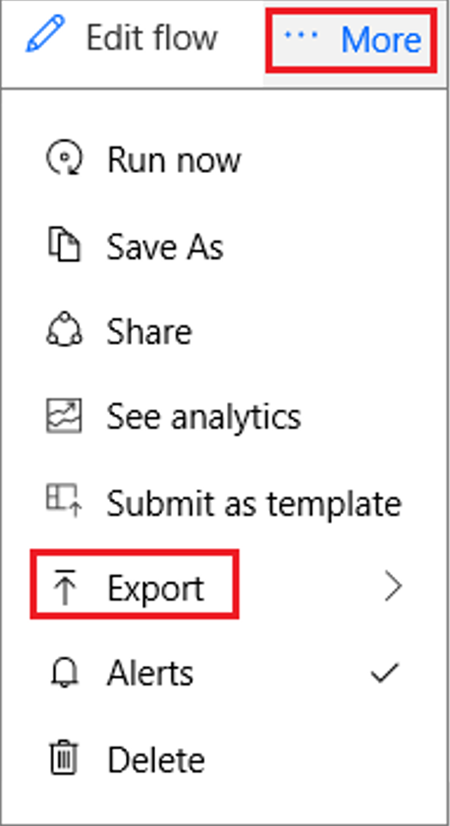 Edit flow ... More
Run now
Save As
Share
See analytics
Submit as template
Export
Alerts
Delete